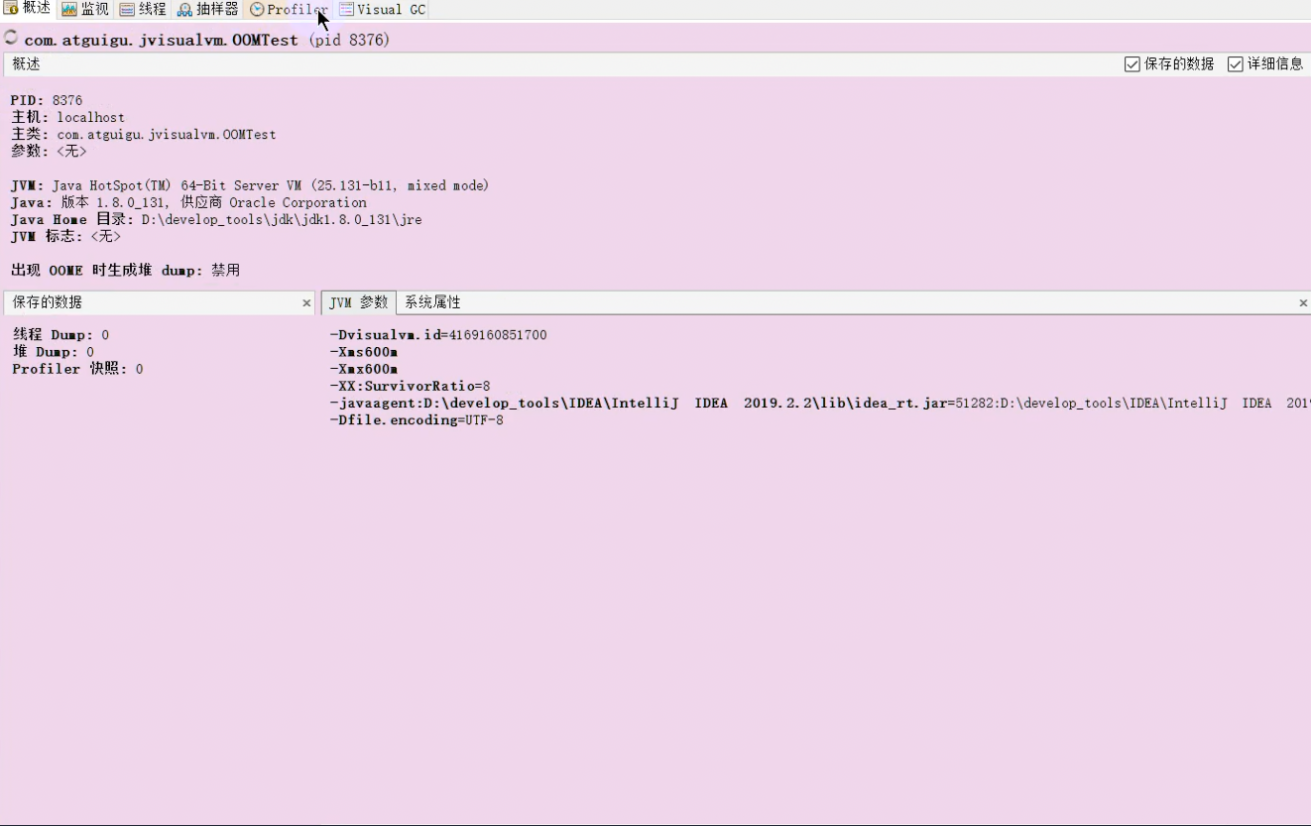 概述 监视 线程 抽样器 Profiler Visual GC
com.atguigu.jvisualvm.OOMTest (pid 8376)
概述 保存的数据 详细信息
PID: 8376
主机: localhost
主类: com.atguigu.jvisualvm.OOMTest
参数: <无>
JVM: Java HotSpot(TM) 64-Bit Server VM (25.131-b11, mixed mode)
Java: 版本 1.8.0_131, 供应商 Oracle Corporation
Java Home 目录: D:\develop_tools\jdk\jdk1.8.0_131\jre
JVM 标志: <无>
出现 OOME 时生成堆 dump: 禁用
保存的数据
线程 Dump: 0
堆 Dump: 0
Profiler 快照: 0
JVM 参数 系统属性
-Dvisualvm.id=4169160851700
-Xms600m
-Xmx600m
-XX:SurvivorRatio=8
-javaagent:D:\develop_tools\IDEA\IntelliJ IDEA 2019.2.2\lib\idea_rt.jar=51282:D:\develop_tools\IDEA\IntelliJ IDEA 201
-Dfile.encoding=UTF-8